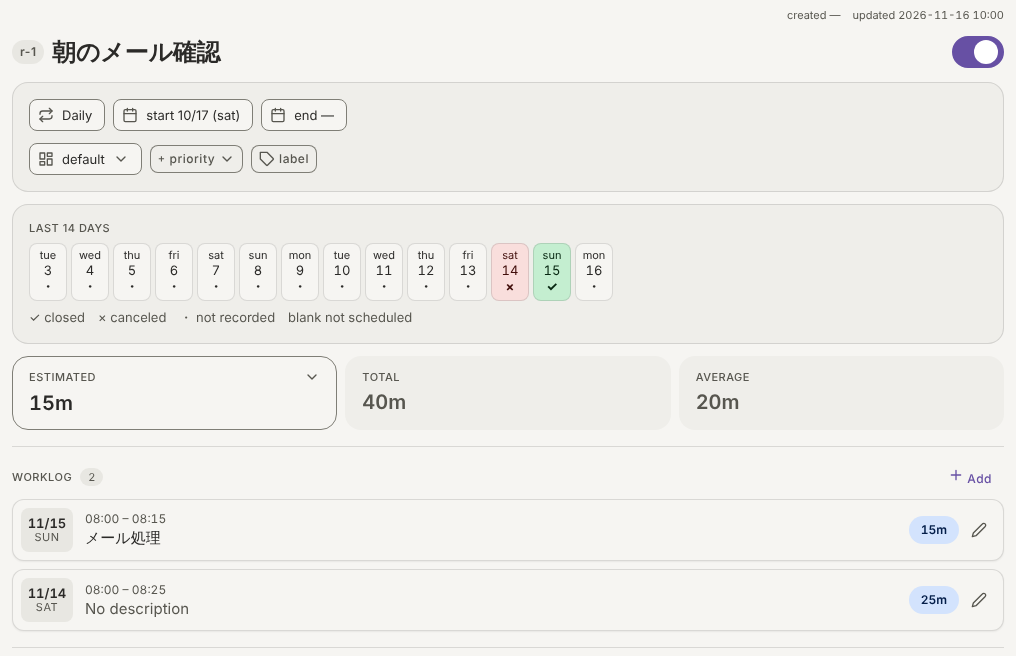 created — updated 2026-11-16 10:00
r-1 朝のメール確認
Daily start 10/17 (sat) end —
default + priority label
LAST 14 DAYS
tue wed thu fri sat sun mon tue wed thu fri sat sun mon
3 4 5 6 7 8 9 10 11 12 13 14 15 16
• • • • • • • • • • • × ✓ •
✓ closed × canceled • not recorded blank not scheduled
ESTIMATED TOTAL AVERAGE
15m 40m 20m
WORKLOG 2 + Add
11/15 08:00 – 08:15
SUN メール処理 15m
11/14 08:00 – 08:25
SAT No description 25m